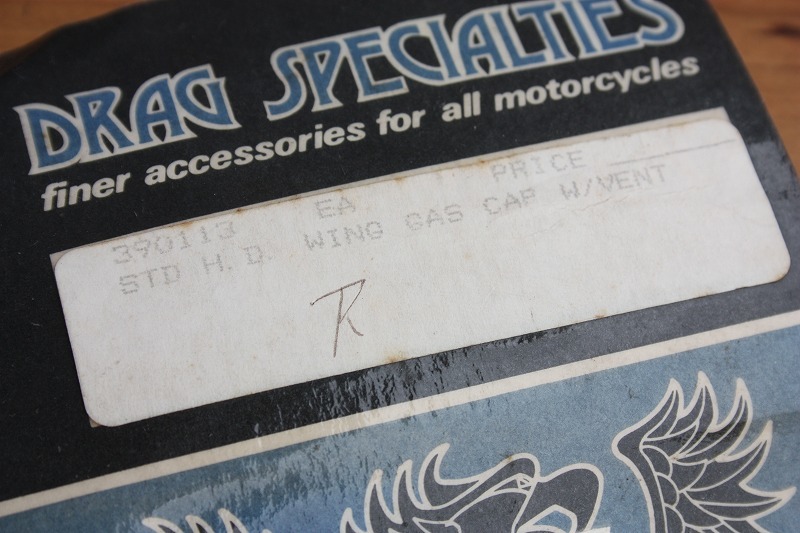 DRAG SPECIALTIES
finer accessories for all motorcycles
390113 EA PRICE
STD H.D. WING GAS CAP W/VENT
R